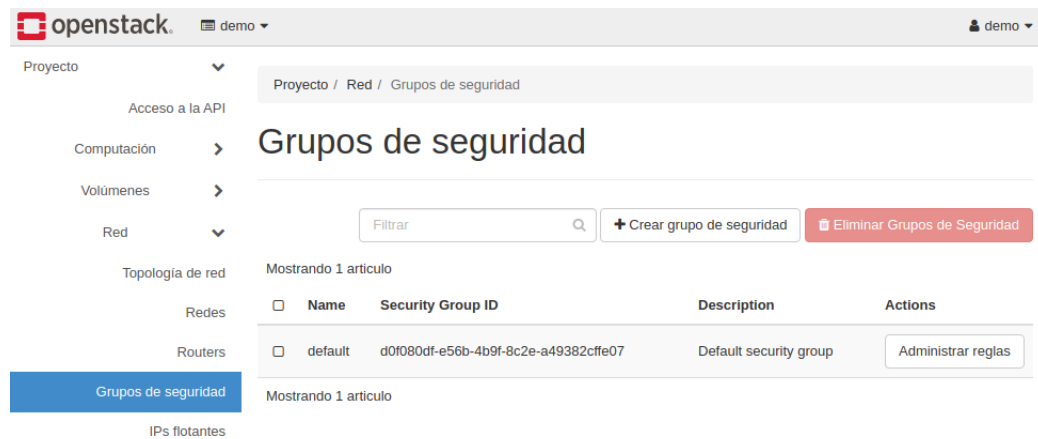 openstack. demo demo
Proyecto
Acceso a la API
Computación
Volúmenes
Red
Topología de red
Redes
Routers
Grupos de seguridad
IPs flotantes
Proyecto / Red / Grupos de seguridad
Grupos de seguridad
Filtrar Crear grupo de seguridad Eliminar Grupos de Seguridad
Mostrando 1 articulo
Name Security Group ID Description Actions
default d0f080df-e56b-4b9f-8c2e-a49382cffe07 Default security group Administrar reglas
Mostrando 1 articulo